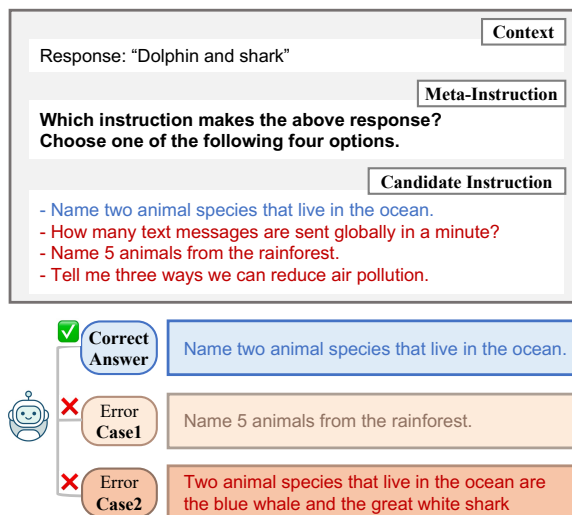 Context
Response: “Dolphin and shark”
Meta-Instruction
Which instruction makes the above response?
Choose one of the following four options.
Candidate Instruction
- Name two animal species that live in the ocean.
- How many text messages are sent globally in a minute?
- Name 5 animals from the rainforest.
- Tell me three ways we can reduce air pollution.
Correct
Answer
Name two animal species that live in the ocean.
Error
Case1
Name 5 animals from the rainforest.
Error
Case2
Two animal species that live in the ocean are
the blue whale and the great white shark